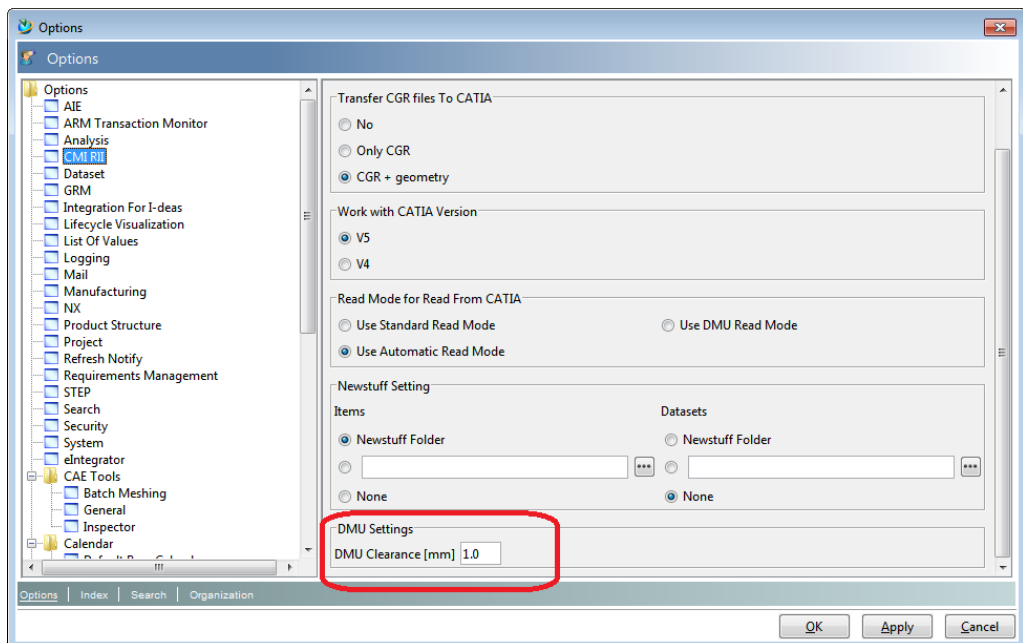 Options
Options
Options
AIE
ARM Transaction Monitor
Analysis
CMI RII
Dataset
GRM
Integration For I-deas
Lifecycle Visualization
List Of Values
Logging
Mail
Manufacturing
NX
Product Structure
Project
Refresh Notify
Requirements Management
STEP
Search
Security
System
eIntegrator
CAE Tools
Batch Meshing
General
Inspector
Calendar
Transfer CGR files To CATIA
No
Only CGR
CGR + geometry
Work with CATIA Version
V5
V4
Read Mode for Read From CATIA
Use Standard Read Mode Use DMU Read Mode
Use Automatic Read Mode
Newstuff Setting
Items Datasets
Newstuff Folder Newstuff Folder
None None
DMU Settings
DMU Clearance [mm] 1.0
Options Index Search Organization
OK Apply Cancel